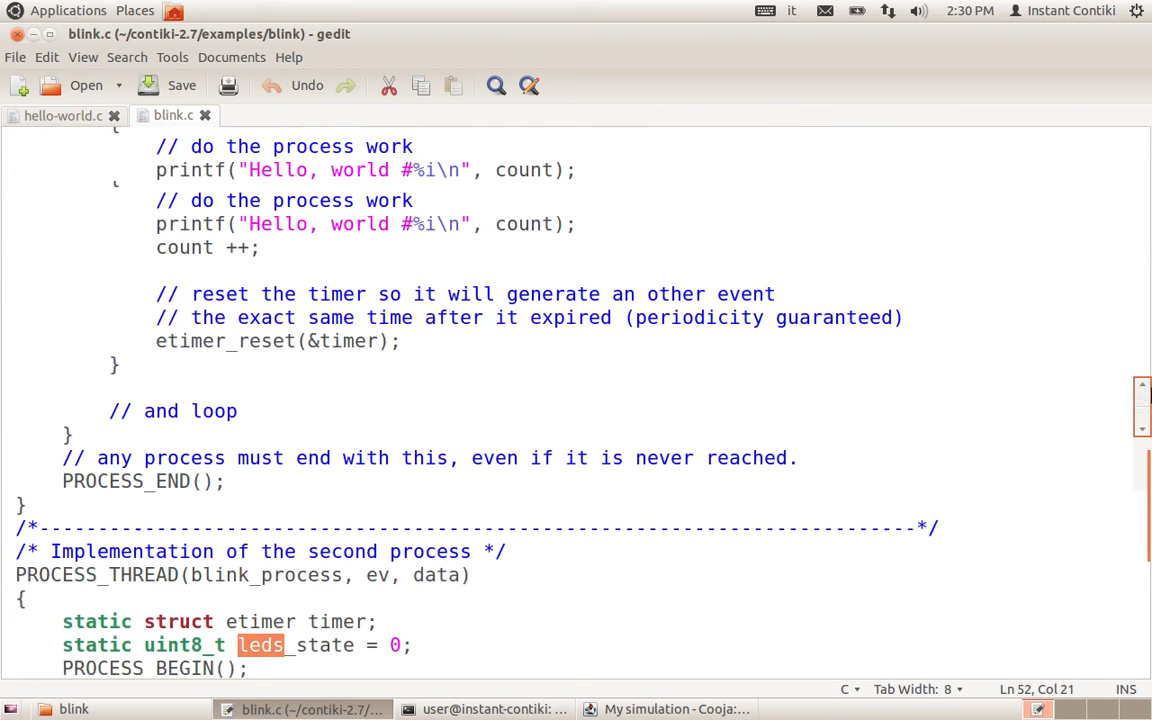 Applications Places it 2:30 PM Instant Contiki
blink.c (~/contiki-2.7/examples/blink) - gedit
File Edit View Search Tools Documents Help
Open Save Undo
hello-world.c blink.c
// do the process work
printf("Hello, world #%i\n", count);
// do the process work
printf("Hello, world #%i\n", count);
count ++;
// reset the timer so it will generate an other event
// the exact same time after it expired (periodicity guaranteed)
etimer_reset(&timer);
}
// and loop
}
// any process must end with this, even if it is never reached.
PROCESS_END();
}
/*---------------------------------------------------------------------------*/
/* Implementation of the second process */
PROCESS_THREAD(blink_process, ev, data)
{
static struct etimer timer;
static uint8_t leds_state = 0;
PROCESS_BEGIN();
C Tab Width: 8 Ln 52, Col 21 INS
blink blink.c (~/contiki-2.7/... user@instant-contiki: ... My simulation - Cooja:...